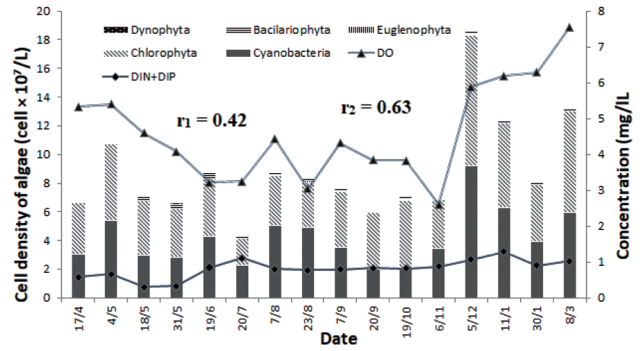 Dynophyta Bacilariophyta Euglenophyta
Chlorophyta Cyanobacteria DO
DIN+DIP
r1 = 0.42
r2 = 0.63
Cell density of algae (cell × 10⁷/L)
20
18
16
14
12
10
8
6
4
2
0
Concentration (mg/lL)
8
7
6
5
4
3
2
1
0
17/4 4/5 18/5 31/5 19/6 20/7 7/8 23/8 7/9 20/9 19/10 6/11 5/12 11/1 30/1 8/3
Date